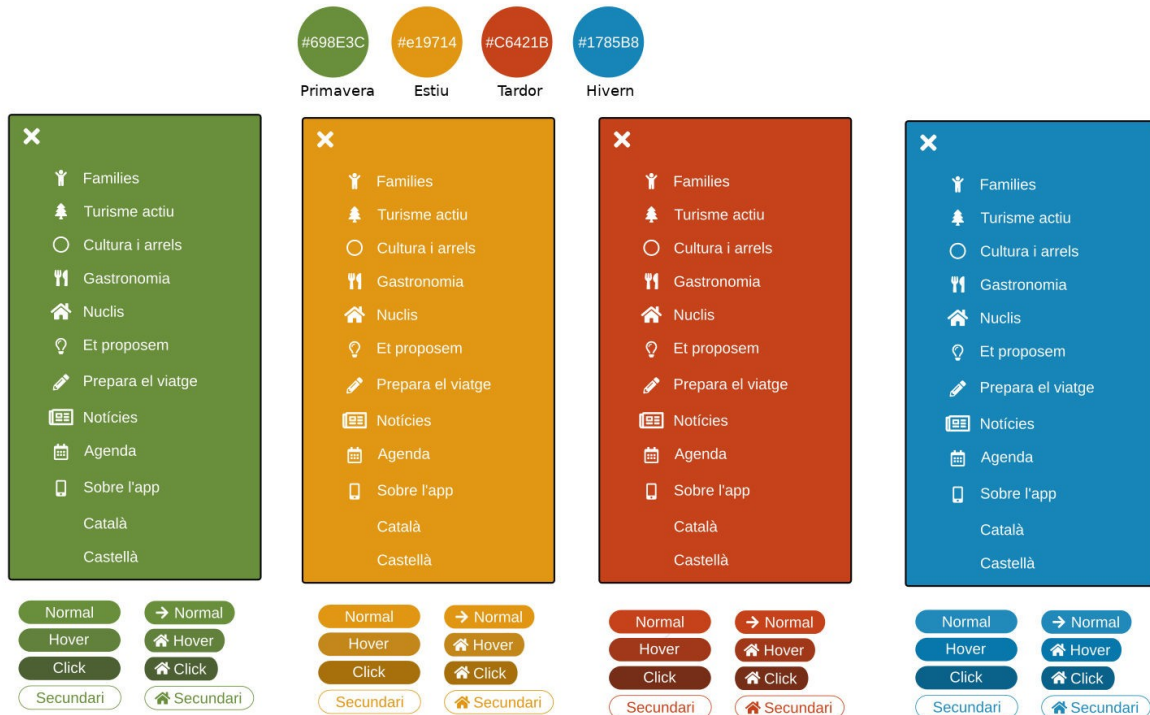 #698E3C
#e19714
#C6421B
#1785B8
Primavera
Estiu
Tardor
Hivern
Families
Turisme actiu
Cultura i arrels
Gastronomia
Nuclis
Et proposem
Prepara el viatge
Notícies
Agenda
Sobre l'app
Català
Castellà
Normal
Normal
Hover
Hover
Click
Click
Secundari
Secundari
Families
Turisme actiu
Cultura i arrels
Gastronomia
Nuclis
Et proposem
Prepara el viatge
Notícies
Agenda
Sobre l'app
Català
Castellà
Normal
Normal
Hover
Hover
Click
Click
Secundari
Secundari
Families
Turisme actiu
Cultura i arrels
Gastronomia
Nuclis
Et proposem
Prepara el viatge
Notícies
Agenda
Sobre l'app
Català
Castellà
Normal
Normal
Hover
Hover
Click
Click
Secundari
Secundari
Families
Turisme actiu
Cultura i arrels
Gastronomia
Nuclis
Et proposem
Prepara el viatge
Notícies
Agenda
Sobre l'app
Català
Castellà
Normal
Normal
Hover
Hover
Click
Click
Secundari
Secundari